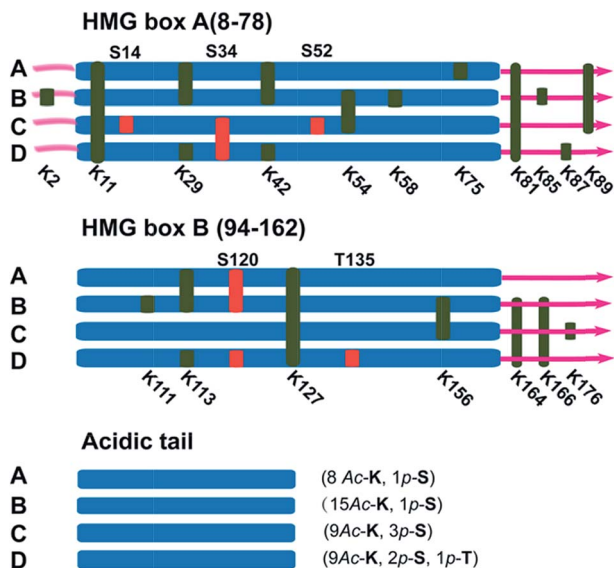 HMG box A(8-78)
S14 S34 S52
A
B
C
D
K2 K11 K29 K42 K54 K58 K75 K81 K85 K87 K89
HMG box B (94-162)
S120 T135
A
B
C
D
K111 K113 K127 K156 K164 K166 K176
Acidic tail
A (8 Ac-K, 1p-S)
B (15Ac-K, 1p-S)
C (9Ac-K, 3p-S)
D (9Ac-K, 2p-S, 1p-T)